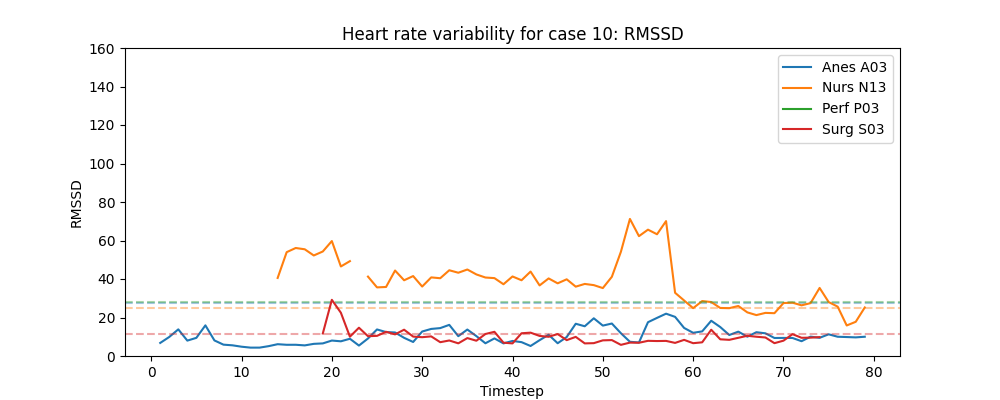 Heart rate variability for case 10: RMSSD
160
140
120
100
80
60
40
20
0
RMSSD
Anes A03
Nurs N13
Perf P03
Surg S03
0 10 20 30 40 50 60 70 80
Timestep